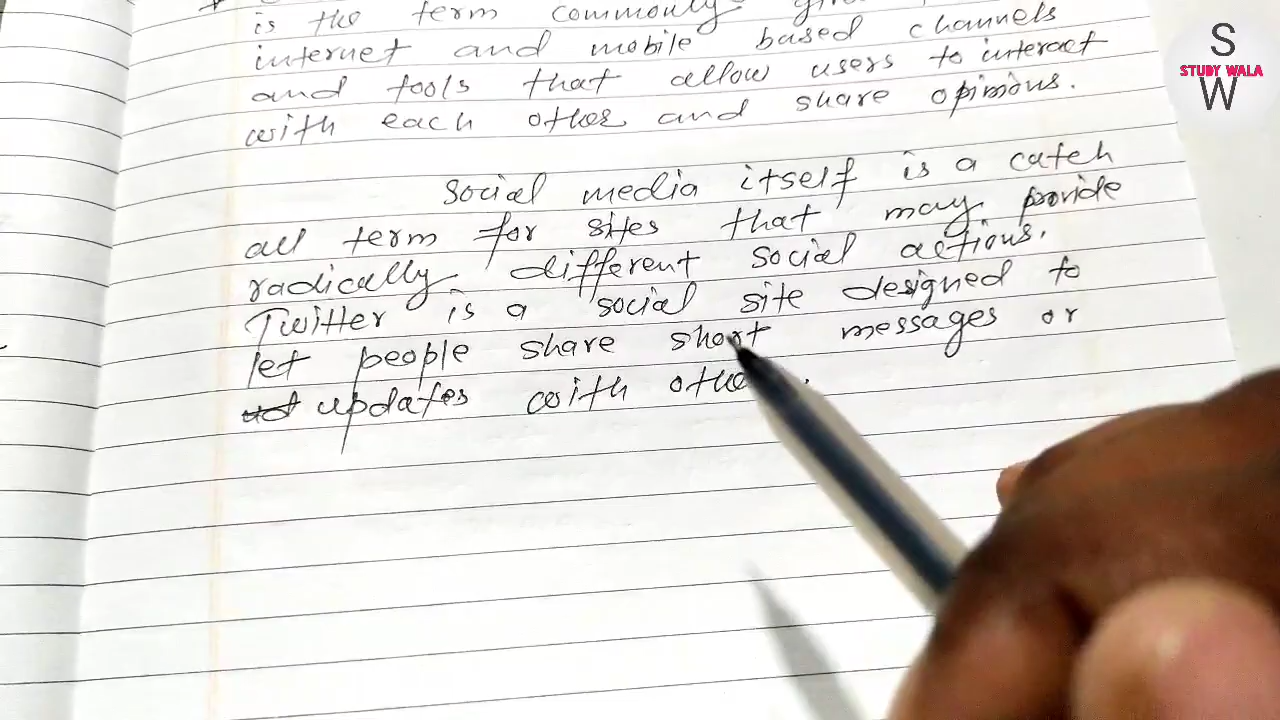 is the term commonly
internet and mobile based channels
and tools that allow users to interact
with each other and share opinions.
Social media itself is a catch
all term for sites that may provide
radically different social actions.
Twitter is a social site designed to
let people share short messages or
updates with
S
STUDY WALA
W